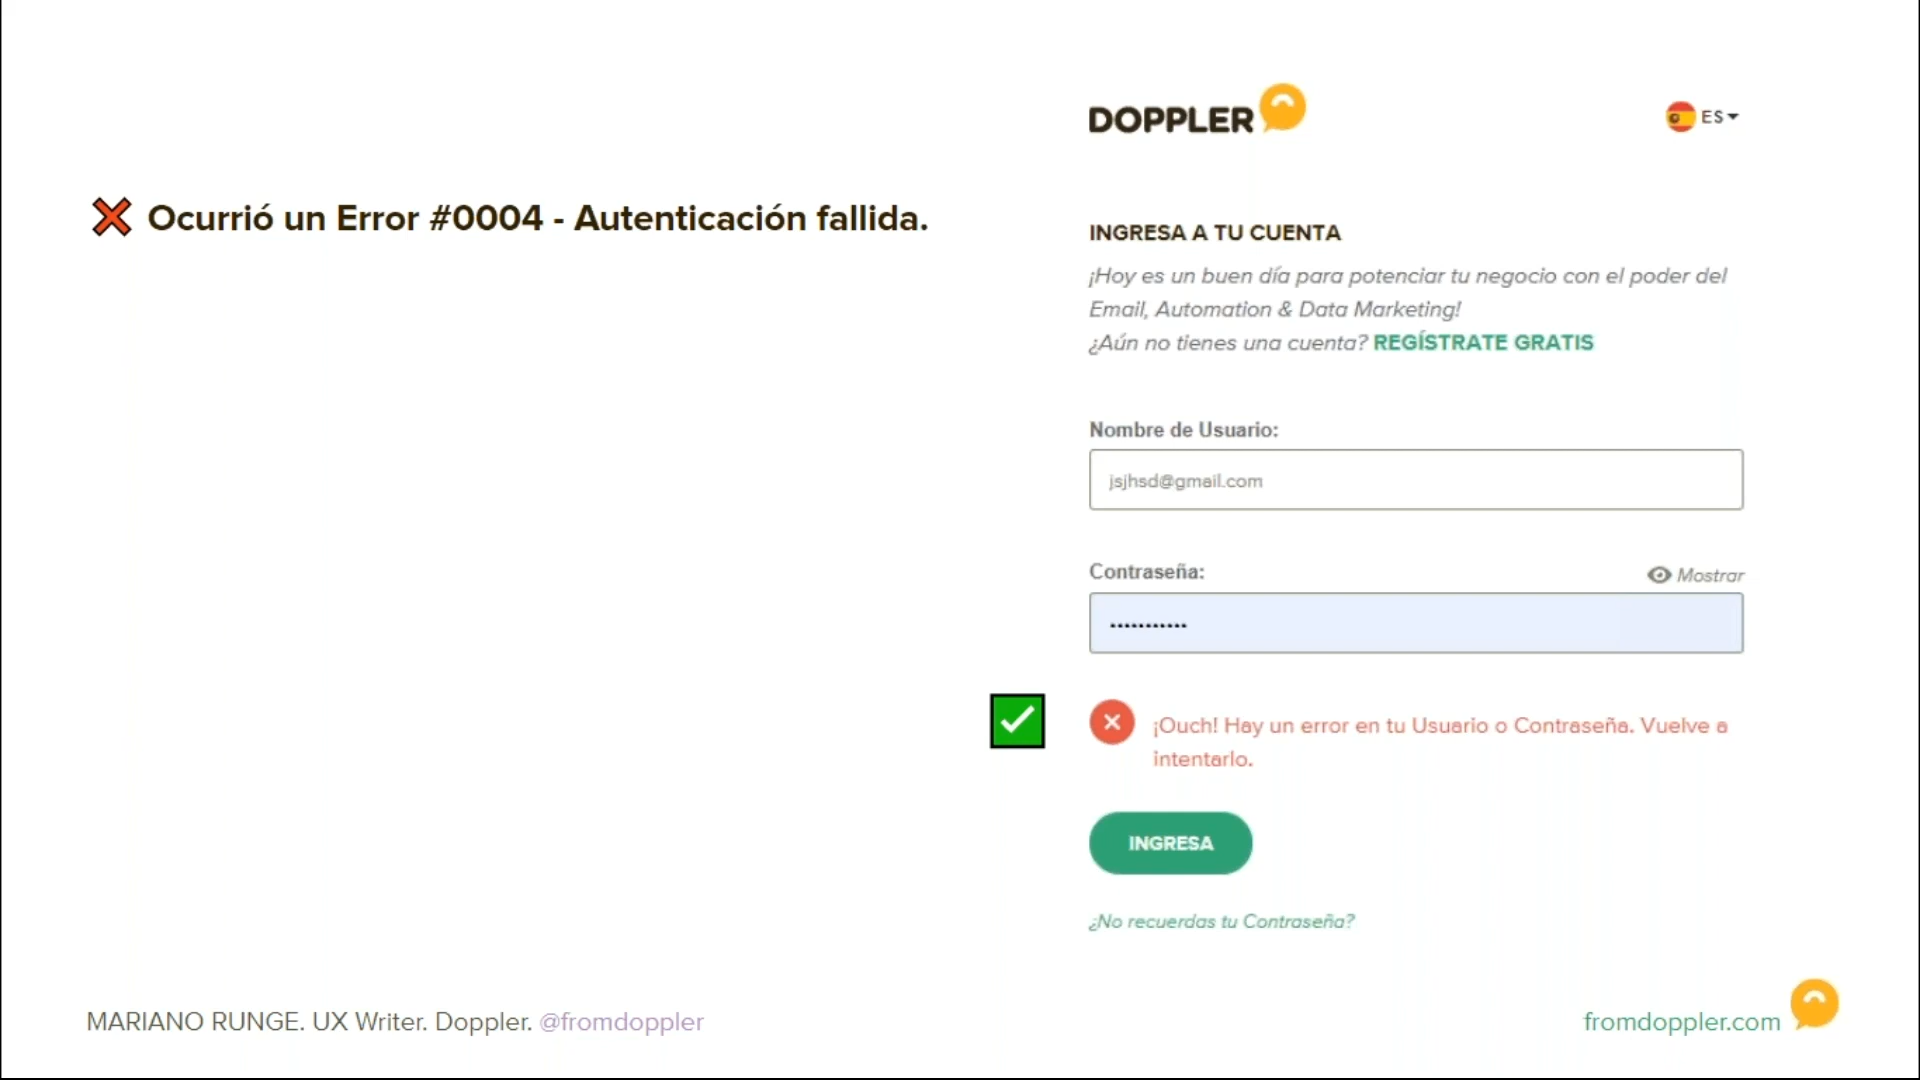 Ocurrió un Error #0004 - Autenticación fallida.
DOPPLER
ES
INGRESA A TU CUENTA
¡Hoy es un buen día para potenciar tu negocio con el poder del
Email, Automation & Data Marketing!
¿Aún no tienes una cuenta? REGÍSTRATE GRATIS
Nombre de Usuario:
jsjhsd@gmail.com
Contraseña:
Mostrar
•••••••••••
¡Ouch! Hay un error en tu Usuario o Contraseña. Vuelve a
intentarlo.
INGRESA
¿No recuerdas tu Contraseña?
MARIANO RUNGE. UX Writer. Doppler. @fromdoppler
fromdoppler.com